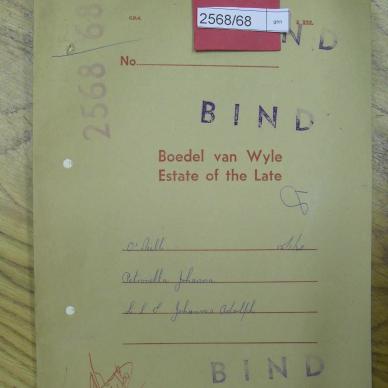 2568/68
2568/68
G.P.-S.
BIND
No.
BIND
Boedel van Wyle
Estate of the Late
Petronella Johanna
Johannes Adolph
BIND